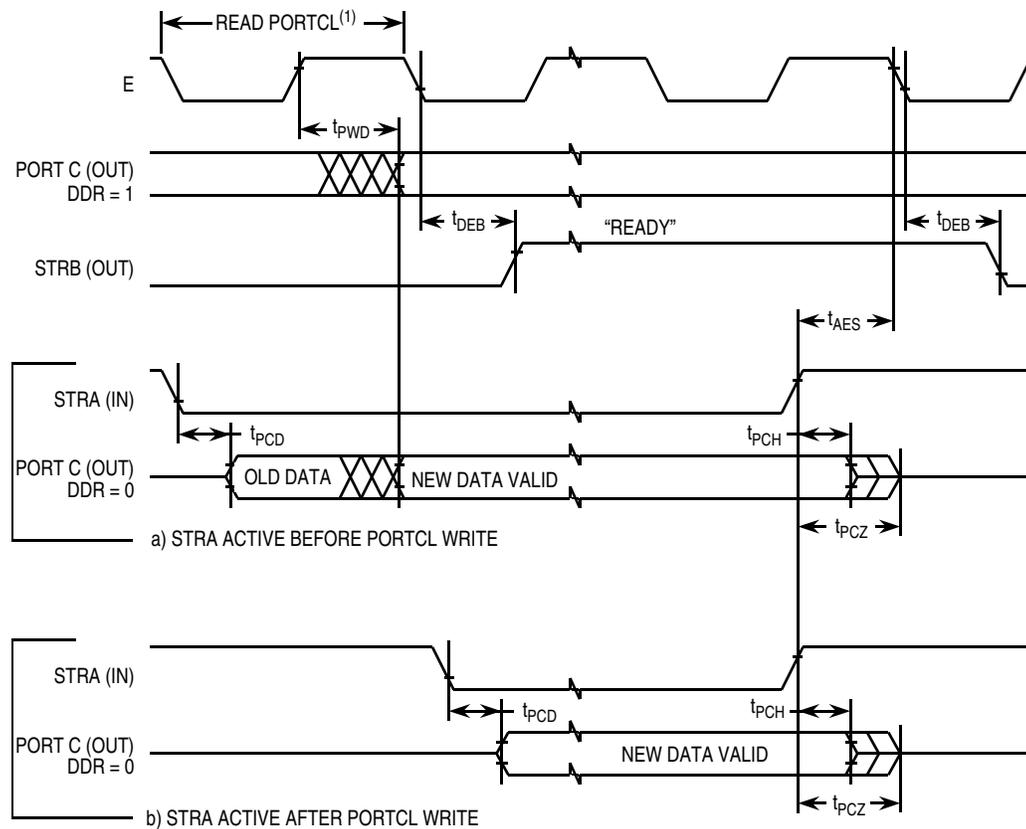 READ PORTCL(1)
E
tPWD
PORT C (OUT)
DDR = 1
tDEB
"READY"
tDEB
STRB (OUT)
tAES
STRA (IN)
tPCD
tPCH
PORT C (OUT)
DDR = 0
OLD DATA
NEW DATA VALID
tPCZ
a) STRA ACTIVE BEFORE PORTCL WRITE
STRA (IN)
tPCD
tPCH
PORT C (OUT)
DDR = 0
NEW DATA VALID
tPCZ
b) STRA ACTIVE AFTER PORTCL WRITE